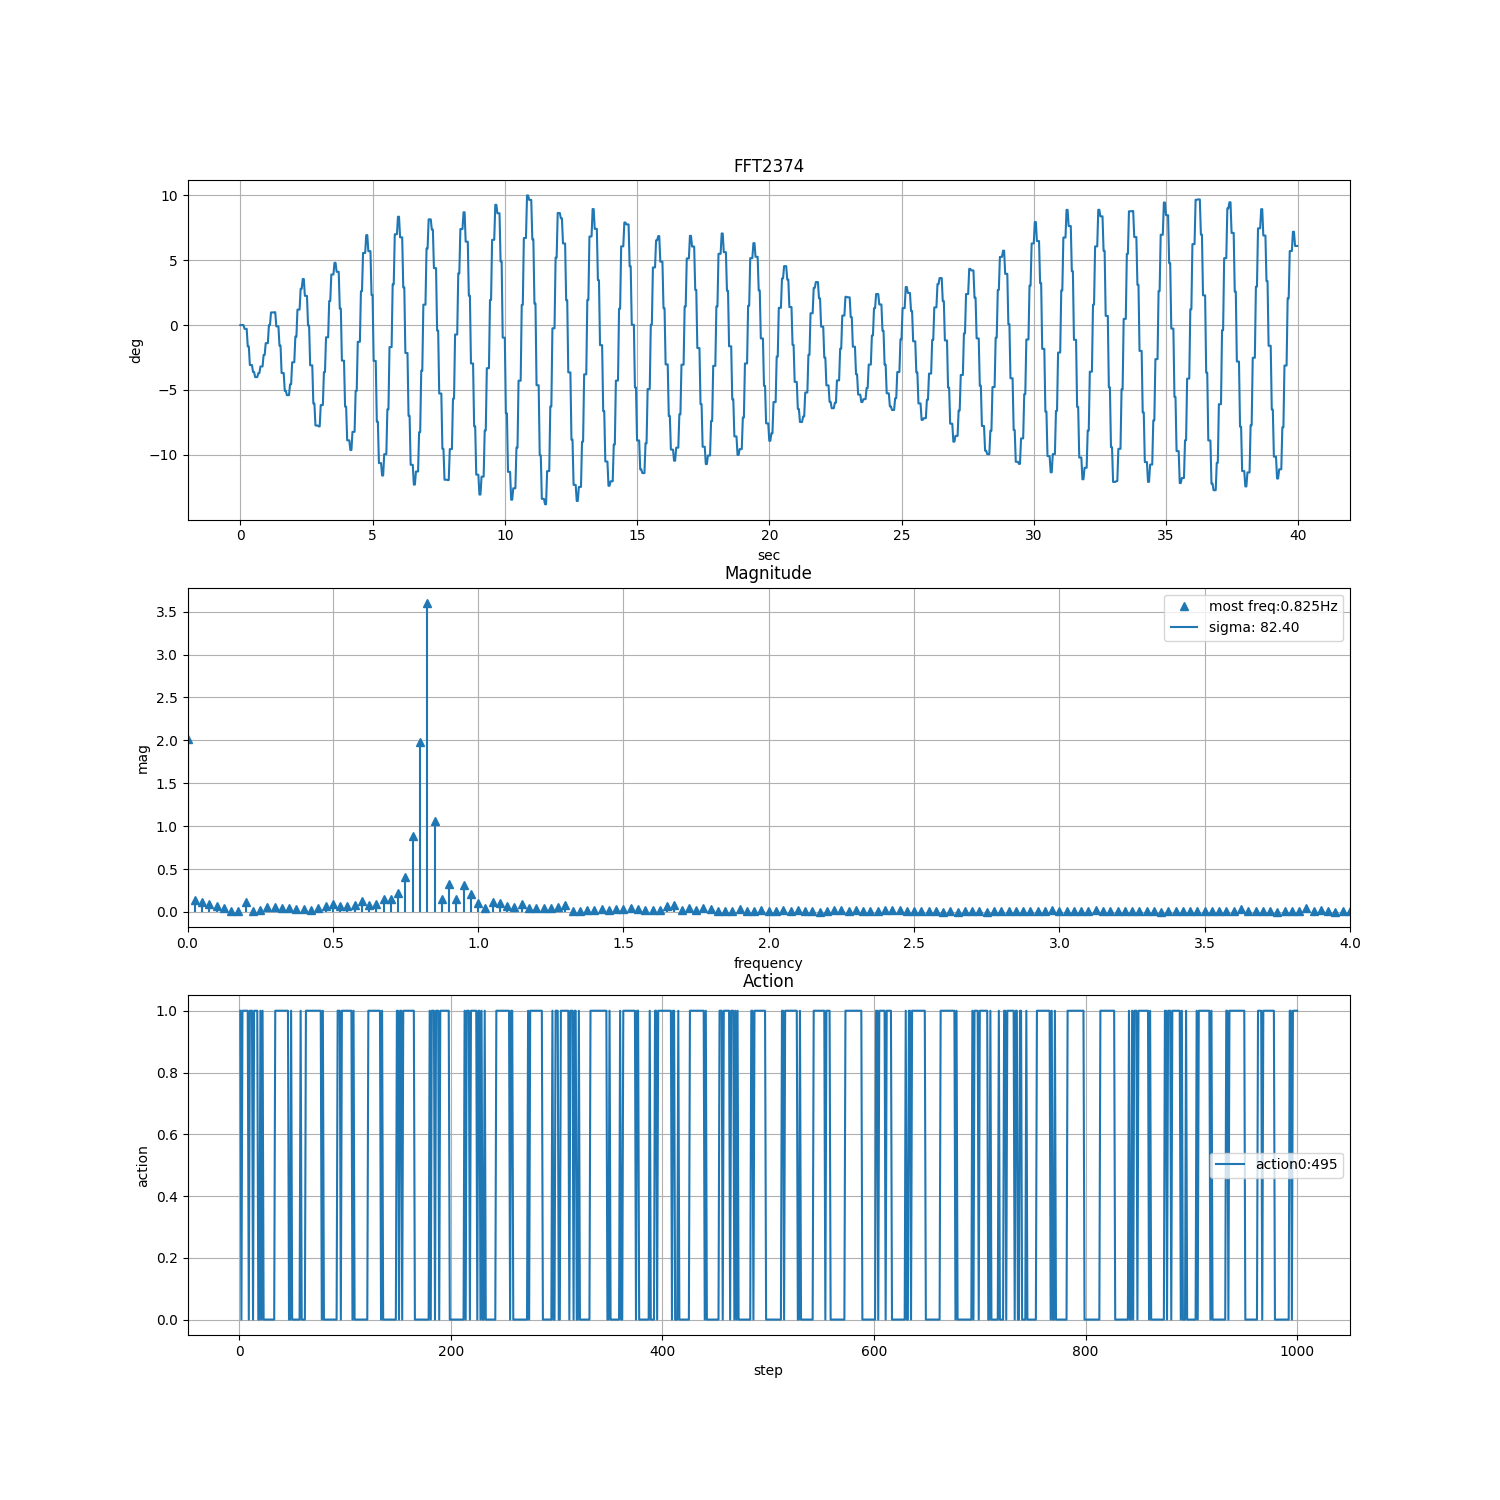 FFT2374
10
5
0
−5
−10
deg
0 5 10 15 20 25 30 35 40
sec
Magnitude
3.5
3.0
2.5
2.0
1.5
1.0
0.5
0.0
mag
most freq:0.825Hz
sigma: 82.40
0.0 0.5 1.0 1.5 2.0 2.5 3.0 3.5 4.0
frequency
Action
1.0
0.8
0.6
0.4
0.2
0.0
action
action0:495
0 200 400 600 800 1000
step